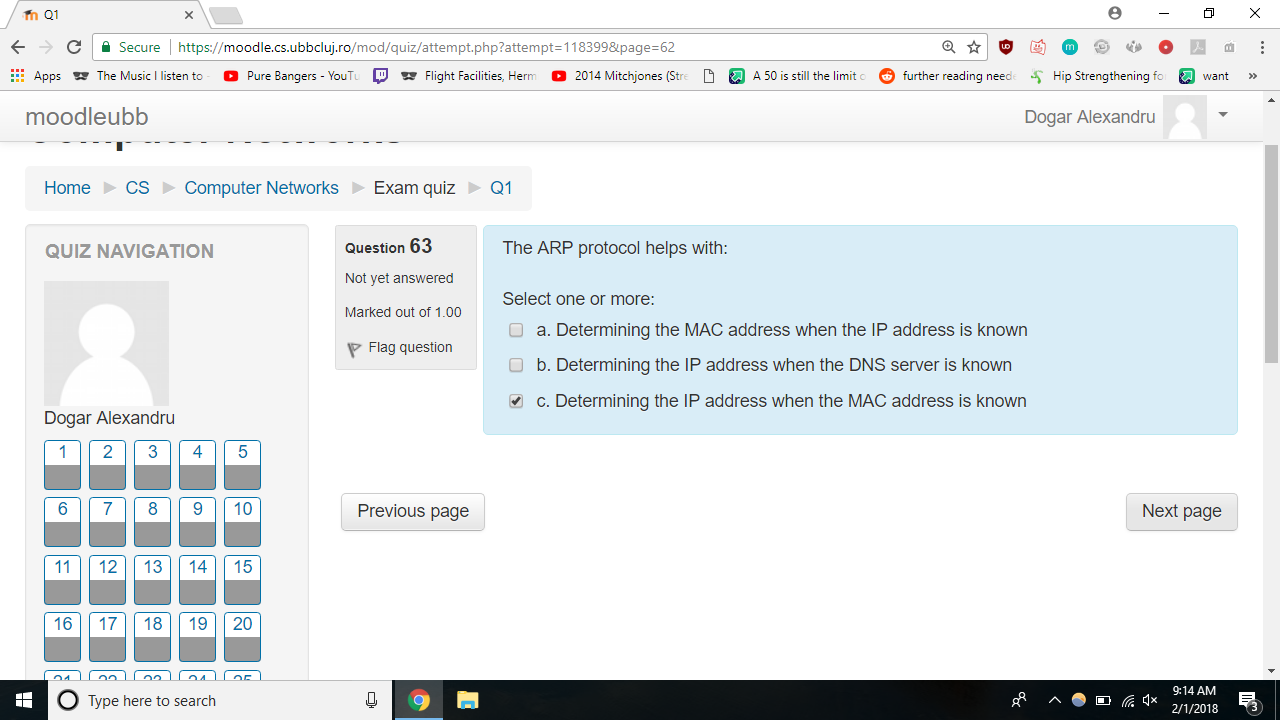 Q1
Secure https://moodle.cs.ubbcluj.ro/mod/quiz/attempt.php?attempt=118399&page=62
Apps The Music I listen to Pure Bangers - YouTu Flight Facilities, Herm 2014 Mitchjones (Stre A 50 is still the limit o further reading neede Hip Strengthening fo want »
moodleubb Dogar Alexandru
Computer Networks
Home CS Computer Networks Exam quiz Q1
QUIZ NAVIGATION
Dogar Alexandru
1 2 3 4 5
6 7 8 9 10
11 12 13 14 15
16 17 18 19 20
21 22 23 24 25
Question 63
Not yet answered
Marked out of 1.00
Flag question
The ARP protocol helps with:
Select one or more:
a. Determining the MAC address when the IP address is known
b. Determining the IP address when the DNS server is known
c. Determining the IP address when the MAC address is known
Previous page Next page
Type here to search
9:14 AM
2/1/2018
3